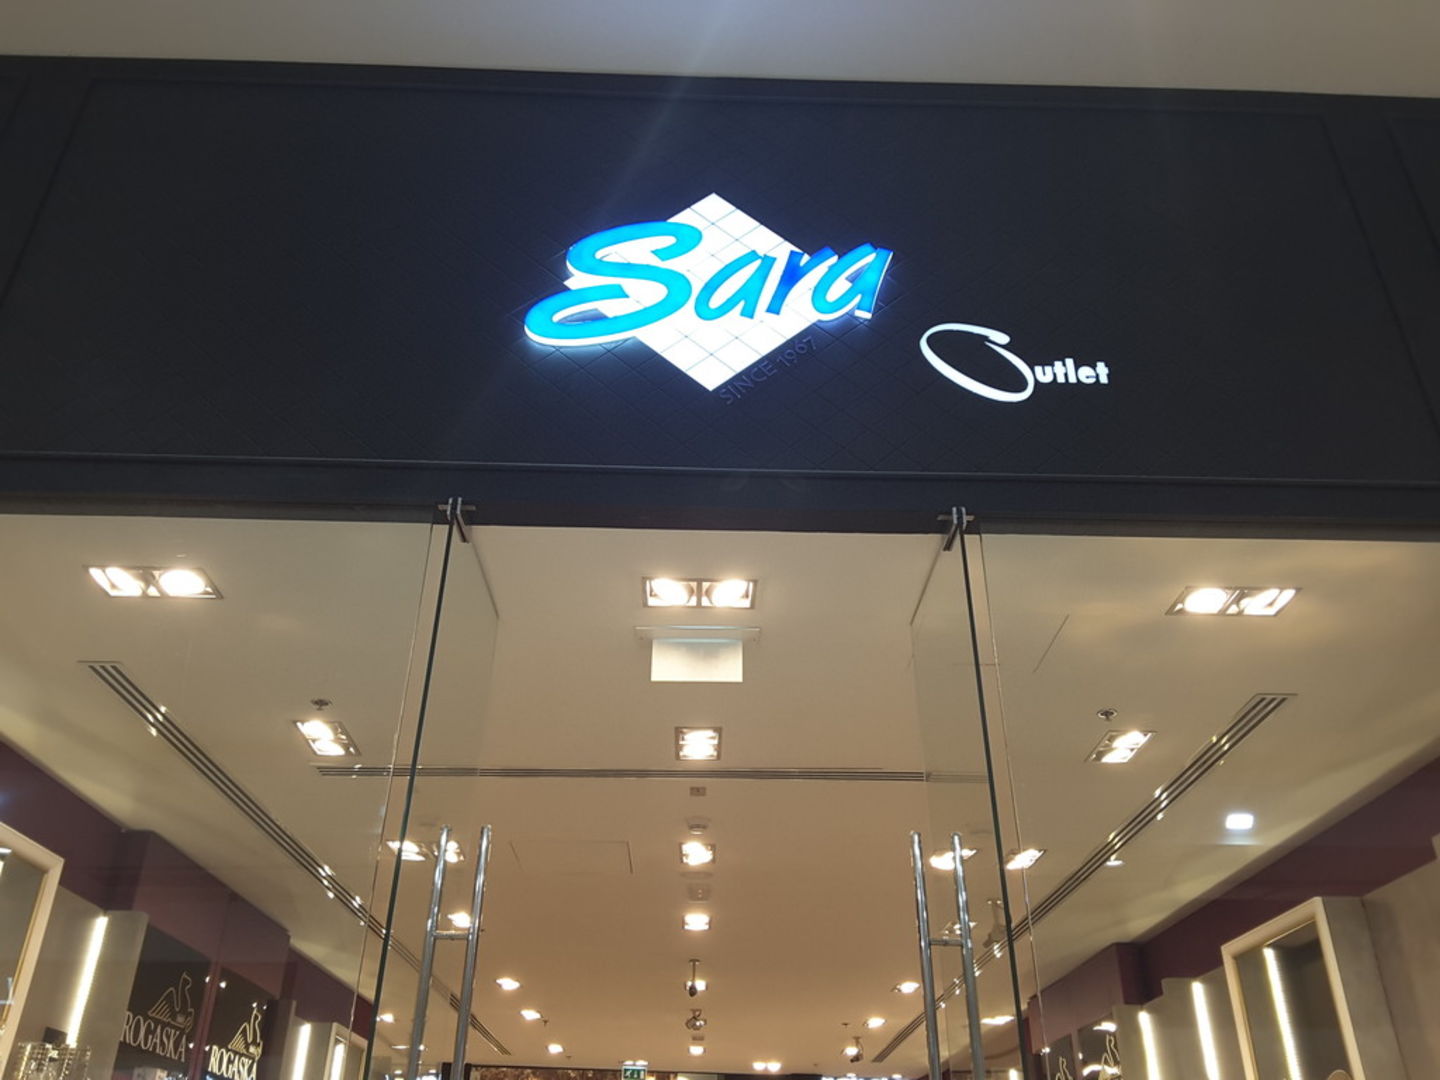 Sara
SINCE 1967
Outlet
ROGASKA
ROGASKA